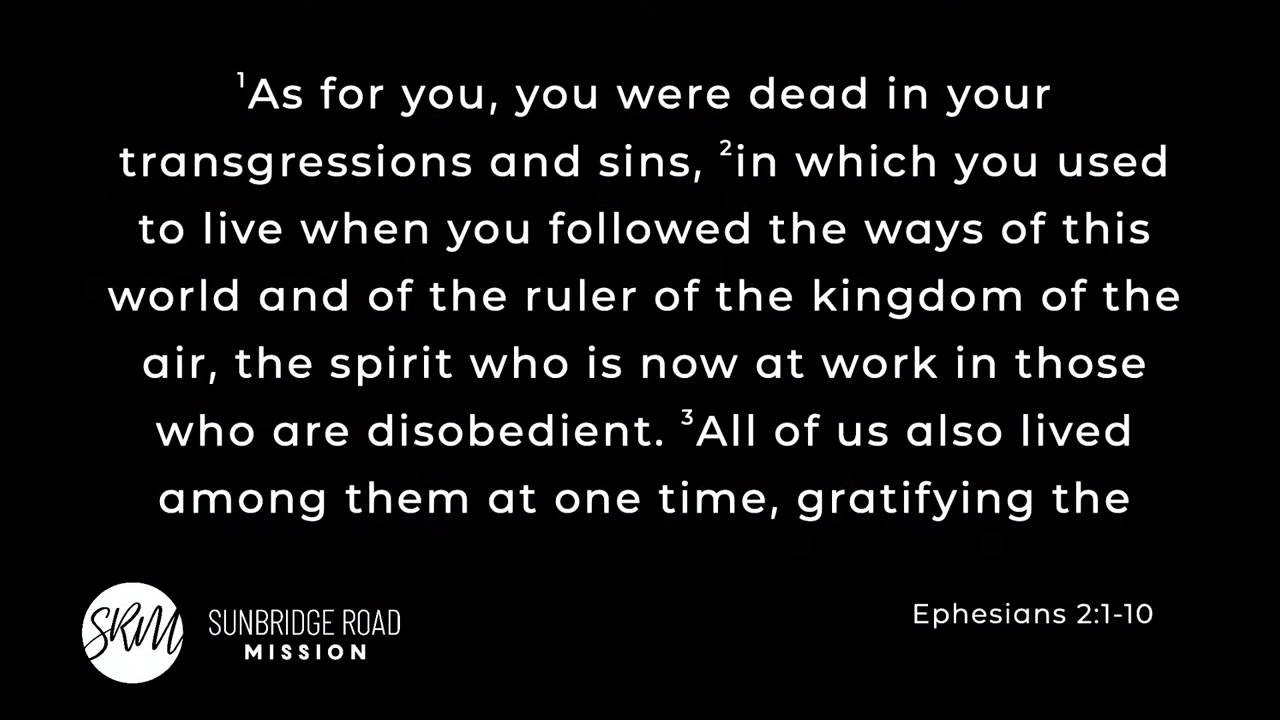 ¹As for you, you were dead in your
transgressions and sins, ²in which you used
to live when you followed the ways of this
world and of the ruler of the kingdom of the
air, the spirit who is now at work in those
who are disobedient. ³All of us also lived
among them at one time, gratifying the
SRM
SUNBRIDGE ROAD
MISSION
Ephesians 2:1-10